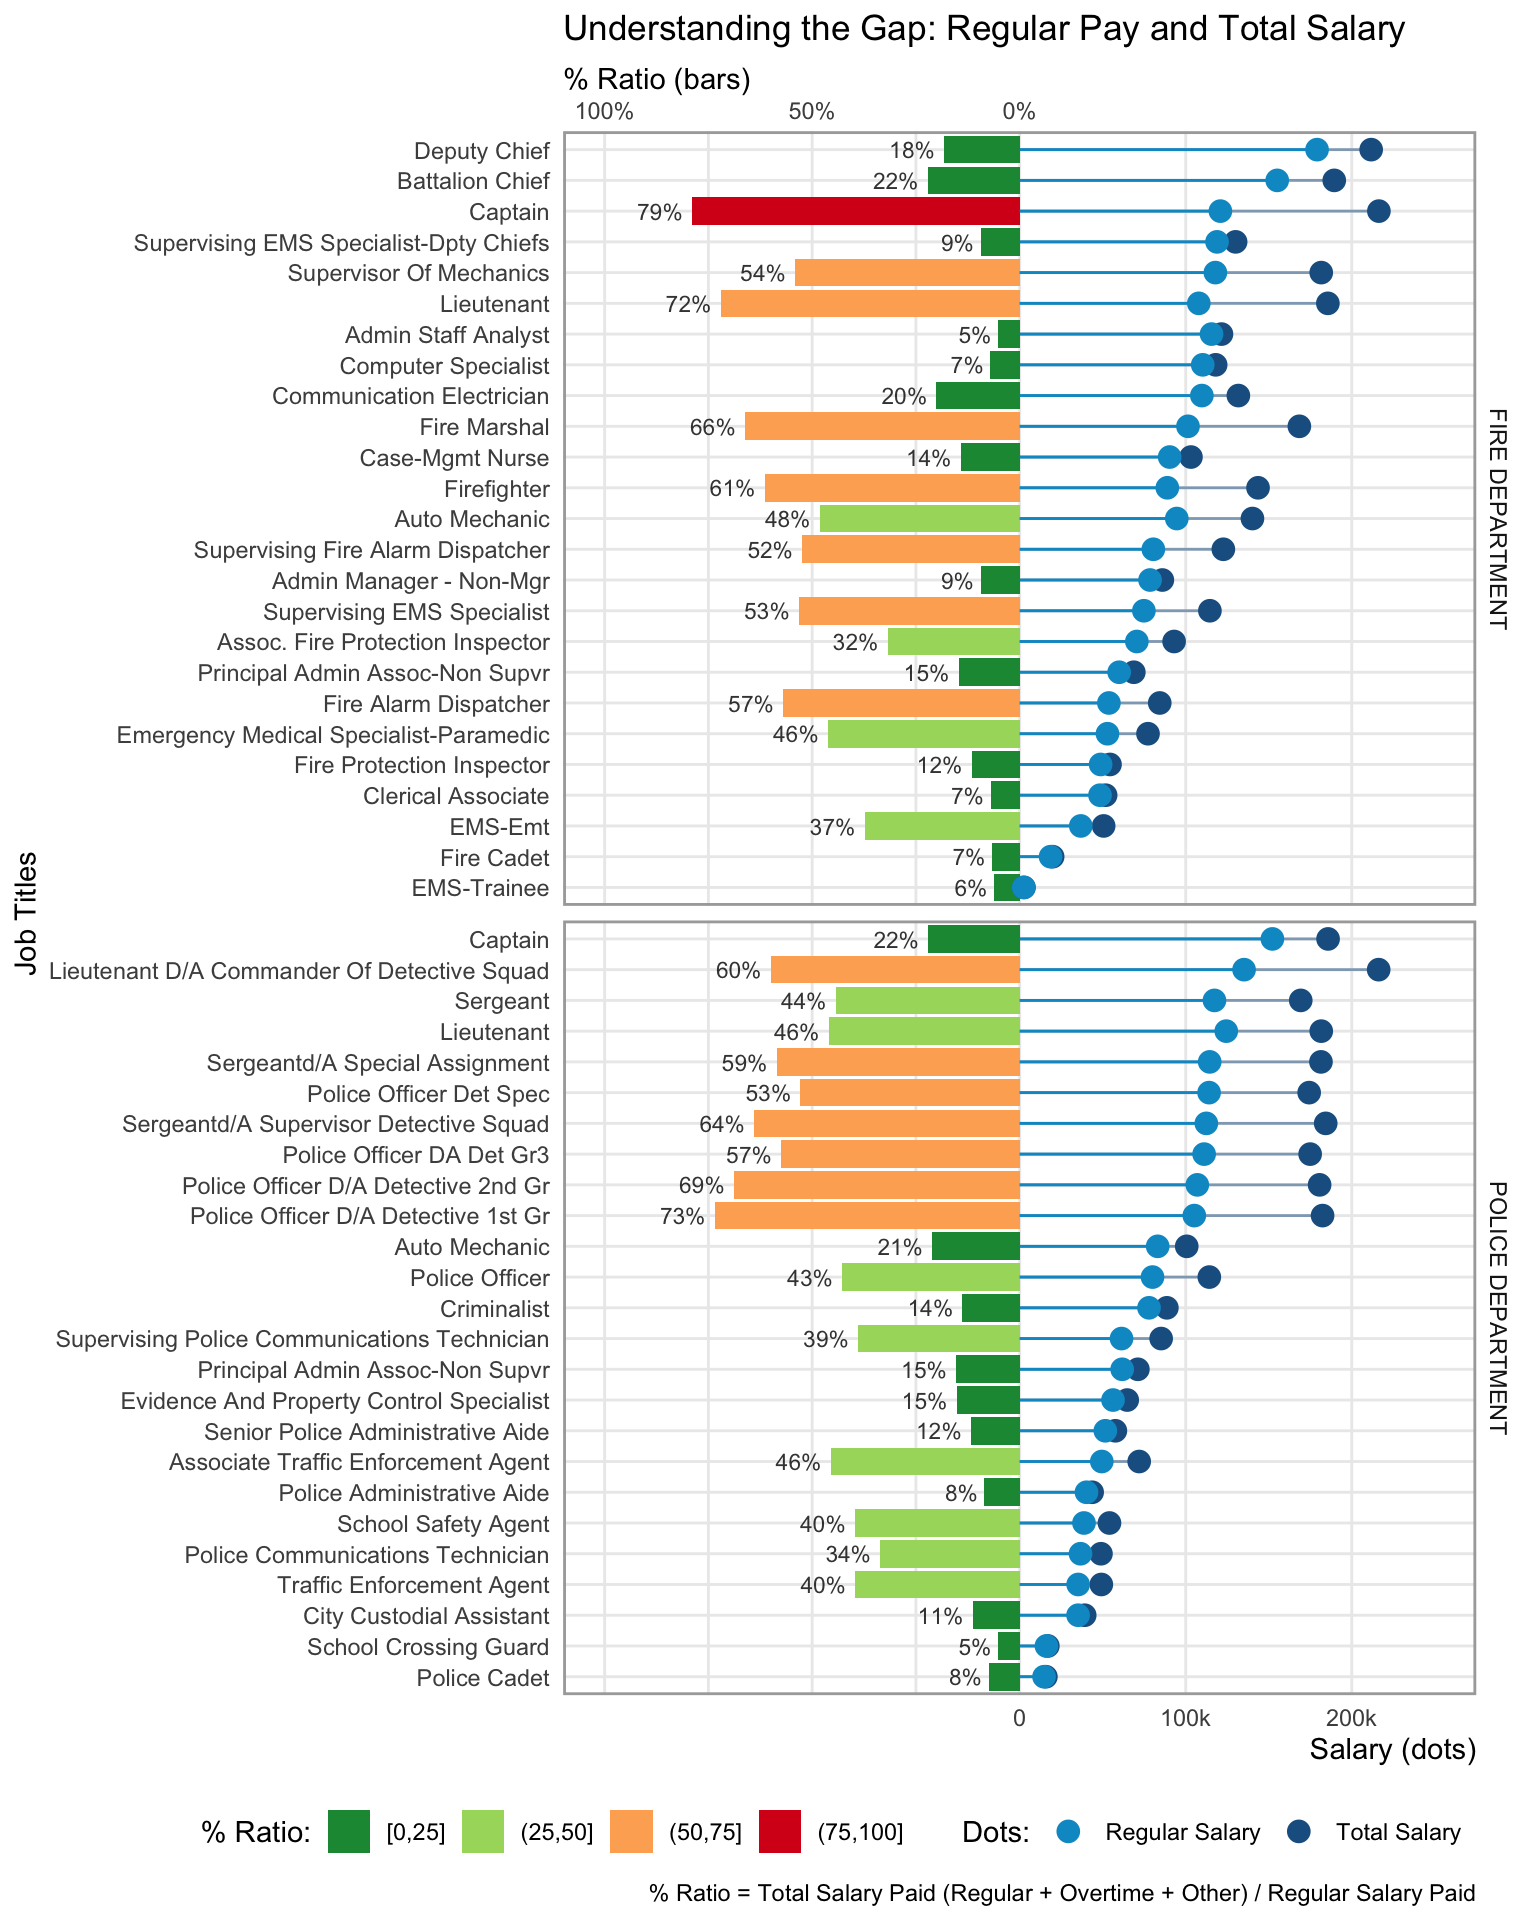 Understanding the Gap: Regular Pay and Total Salary
% Ratio (bars)
100% 50% 0%
Deputy Chief 18%
Battalion Chief 22%
Captain 79%
Supervising EMS Specialist-Dpty Chiefs 9%
Supervisor Of Mechanics 54%
Lieutenant 72%
Admin Staff Analyst 5%
Computer Specialist 7%
Communication Electrician 20%
Fire Marshal 66%
Case-Mgmt Nurse 14%
Firefighter 61%
Auto Mechanic 48%
Supervising Fire Alarm Dispatcher 52%
Admin Manager - Non-Mgr 9%
Supervising EMS Specialist 53%
Assoc. Fire Protection Inspector 32%
Principal Admin Assoc-Non Supvr 15%
Fire Alarm Dispatcher 57%
Emergency Medical Specialist-Paramedic 46%
Fire Protection Inspector 12%
Clerical Associate 7%
EMS-Emt 37%
Fire Cadet 7%
EMS-Trainee 6%
FIRE DEPARTMENT
Job Titles
Captain 22%
Lieutenant D/A Commander Of Detective Squad 60%
Sergeant 44%
Lieutenant 46%
Sergeantd/A Special Assignment 59%
Police Officer Det Spec 53%
Sergeantd/A Supervisor Detective Squad 64%
Police Officer DA Det Gr3 57%
Police Officer D/A Detective 2nd Gr 69%
Police Officer D/A Detective 1st Gr 73%
Auto Mechanic 21%
Police Officer 43%
Criminalist 14%
Supervising Police Communications Technician 39%
Principal Admin Assoc-Non Supvr 15%
Evidence And Property Control Specialist 15%
Senior Police Administrative Aide 12%
Associate Traffic Enforcement Agent 46%
Police Administrative Aide 8%
School Safety Agent 40%
Police Communications Technician 34%
Traffic Enforcement Agent 40%
City Custodial Assistant 11%
School Crossing Guard 5%
Police Cadet 8%
POLICE DEPARTMENT
0 100k 200k
Salary (dots)
% Ratio: [0,25] (25,50] (50,75] (75,100] Dots: Regular Salary Total Salary
% Ratio = Total Salary Paid (Regular + Overtime + Other) / Regular Salary Paid